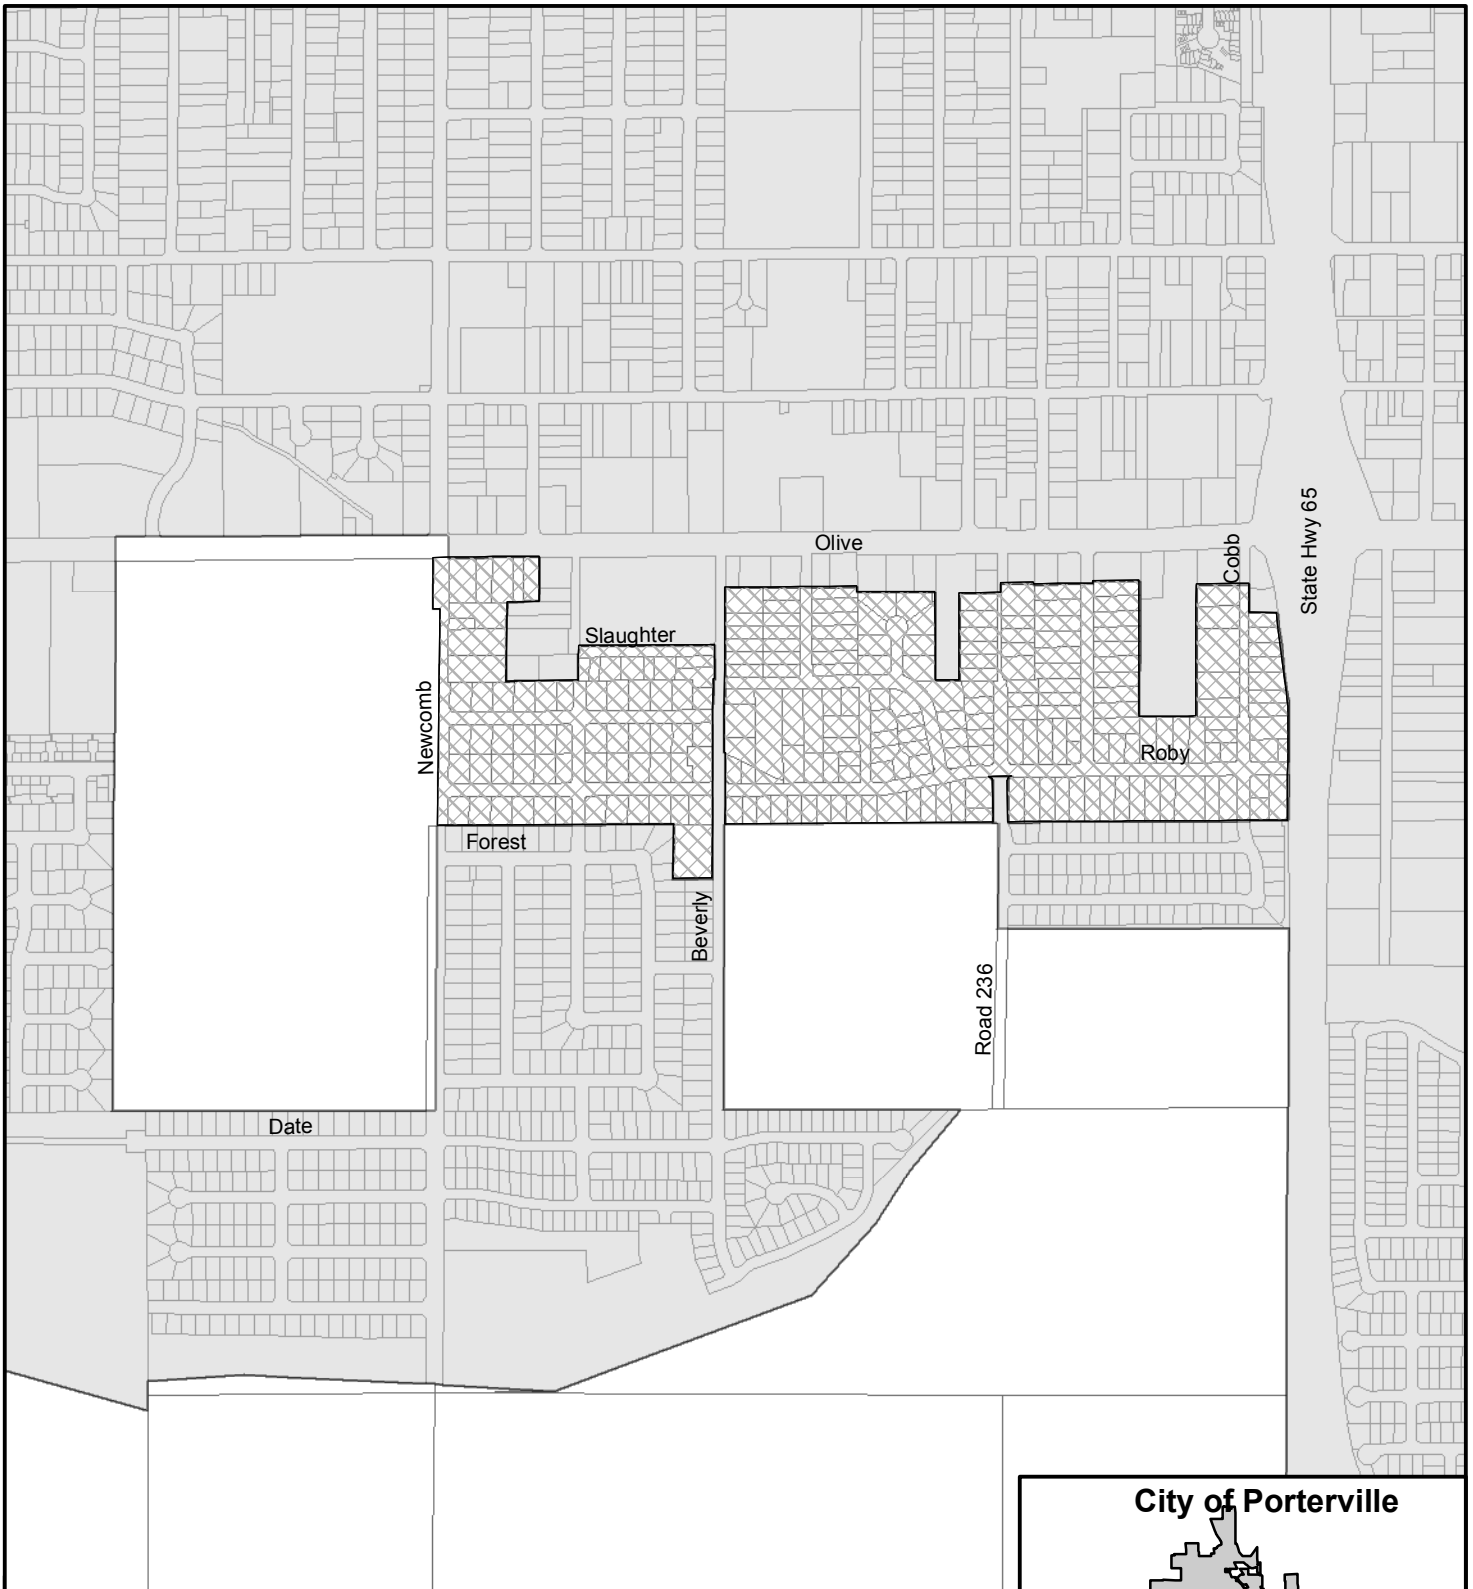 Olive
Cobb
State Hwy 65
Slaughter
Newcomb
Roby
Forest
Beverly
Road 236
Date
City of Porterville